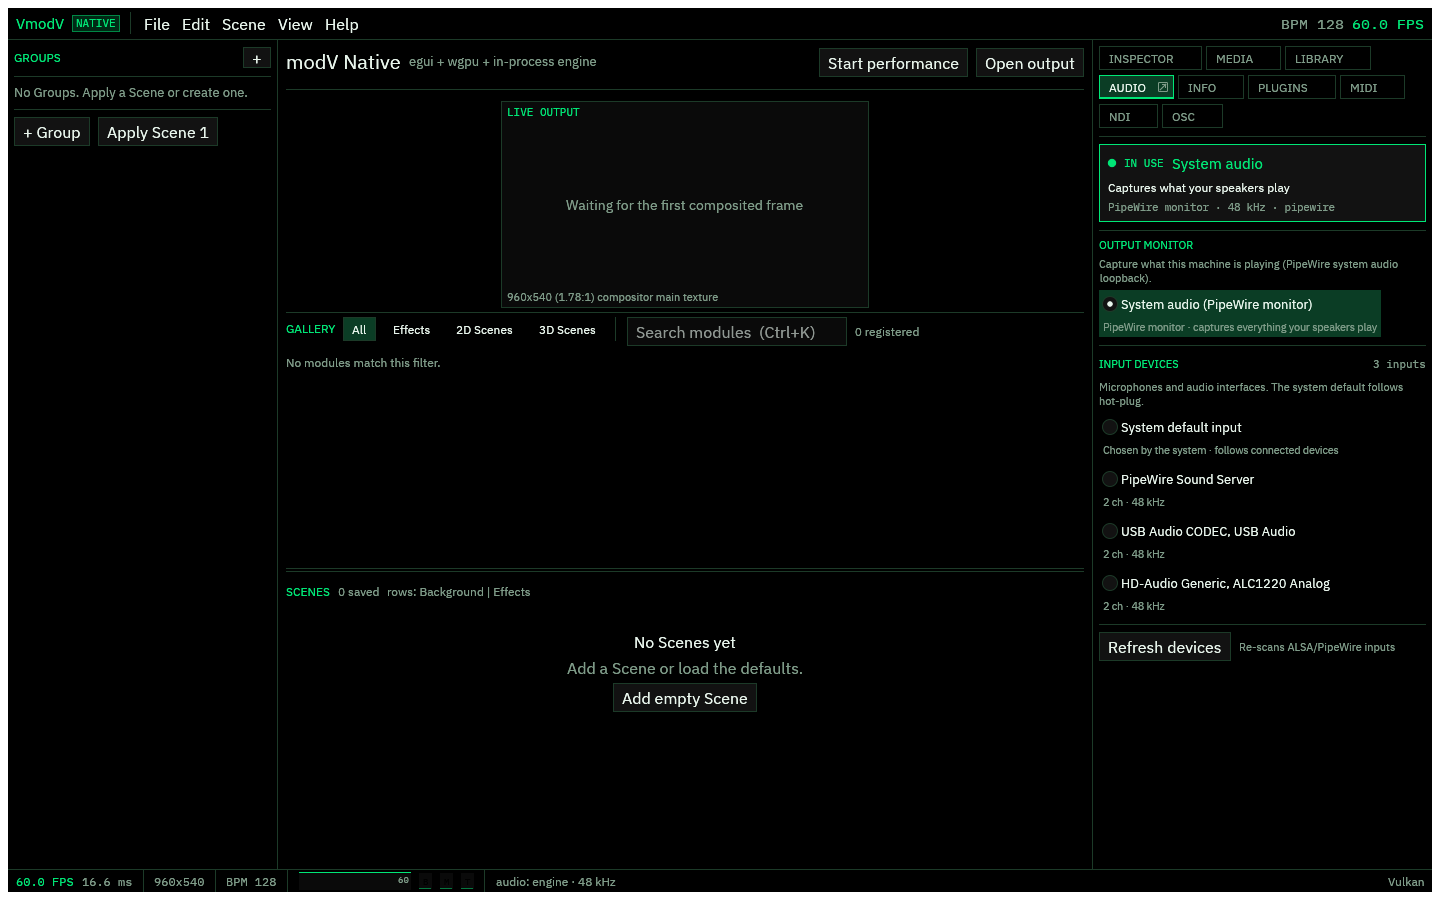 VmodV NATIVE File Edit Scene View Help BPM 128 60.0 FPS
GROUPS +
No Groups. Apply a Scene or create one.
+ Group Apply Scene 1
modV Native egui + wgpu + in-process engine Start performance Open output
LIVE OUTPUT
Waiting for the first composited frame
960x540 (1.78:1) compositor main texture
GALLERY All Effects 2D Scenes 3D Scenes Search modules (Ctrl+K) 0 registered
No modules match this filter.
SCENES 0 saved rows: Background | Effects
No Scenes yet
Add a Scene or load the defaults.
Add empty Scene
INSPECTOR MEDIA LIBRARY
AUDIO INFO PLUGINS MIDI
NDI OSC
IN USE System audio
Captures what your speakers play
PipeWire monitor · 48 kHz · pipewire
OUTPUT MONITOR
Capture what this machine is playing (PipeWire system audio
loopback).
System audio (PipeWire monitor)
PipeWire monitor · captures everything your speakers play
INPUT DEVICES 3 inputs
Microphones and audio interfaces. The system default follows
hot-plug.
System default input
Chosen by the system · follows connected devices
PipeWire Sound Server
2 ch · 48 kHz
USB Audio CODEC, USB Audio
2 ch · 48 kHz
HD-Audio Generic, ALC1220 Analog
2 ch · 48 kHz
Refresh devices Re-scans ALSA/PipeWire inputs
60.0 FPS 16.6 ms 960x540 BPM 128 60 audio: engine · 48 kHz Vulkan